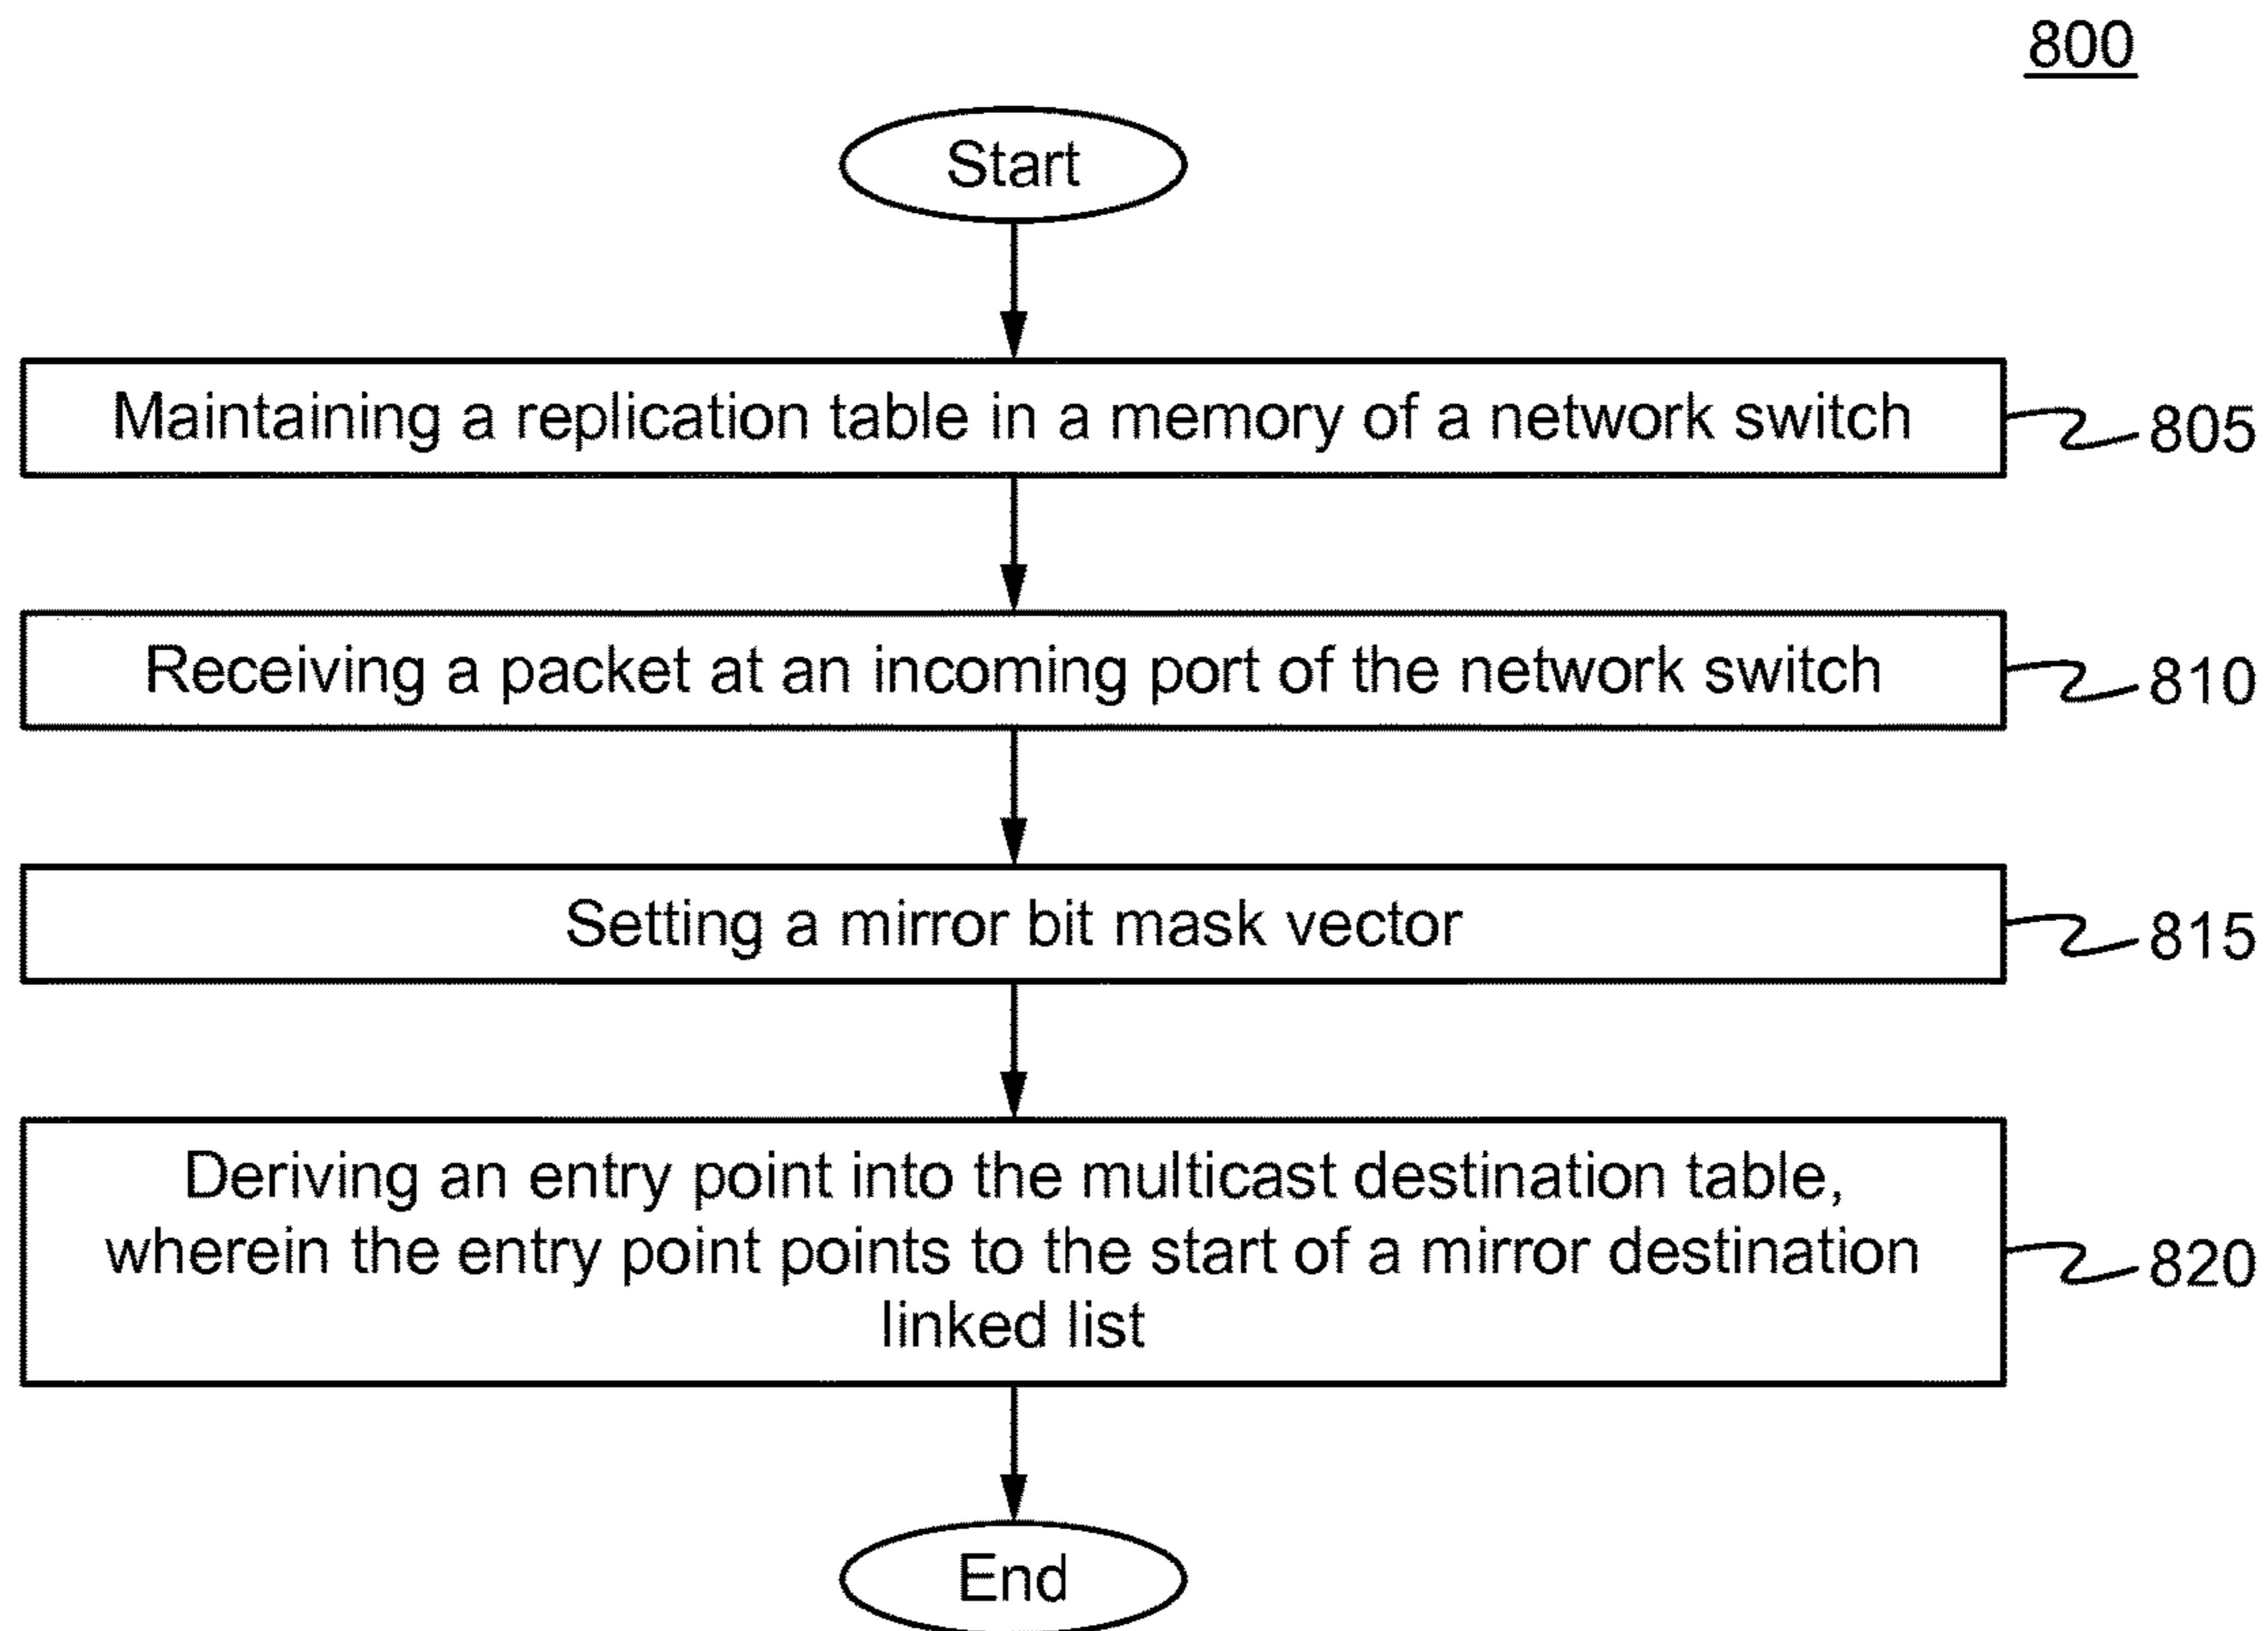 800
Start
Maintaining a replication table in a memory of a network switch
805
Receiving a packet at an incoming port of the network switch
810
Setting a mirror bit mask vector
815
Deriving an entry point into the multicast destination table,
wherein the entry point points to the start of a mirror destination
linked list
820
End